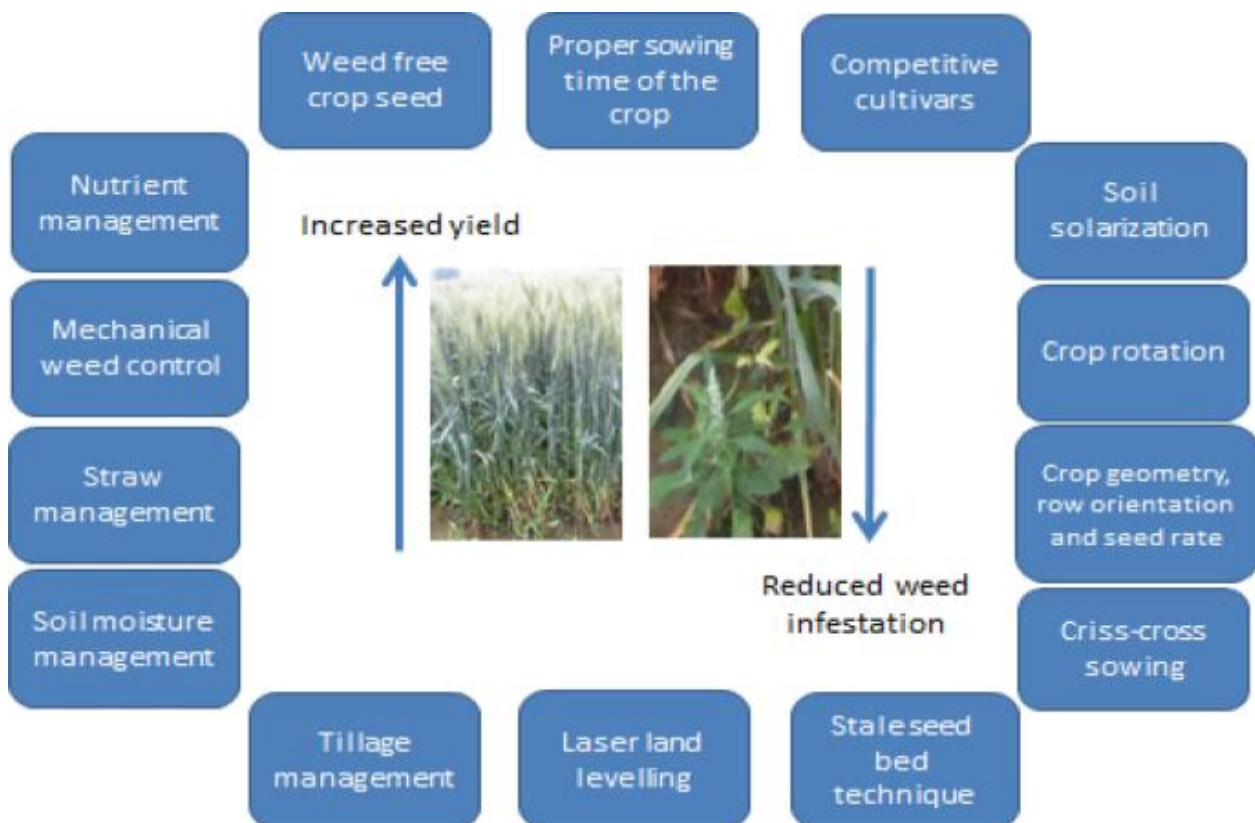 Weed free
crop seed
Proper sowing
time of the
crop
Competitive
cultivars
Nutrient
management
Soil
solarization
Increased yield
Mechanical
weed control
Crop rotation
Straw
management
Crop geometry,
row orientation
and seed rate
Reduced weed
infestation
Soil moisture
management
Criss-cross
sowing
Tillage
management
Laser land
levelling
Stale seed
bed
technique